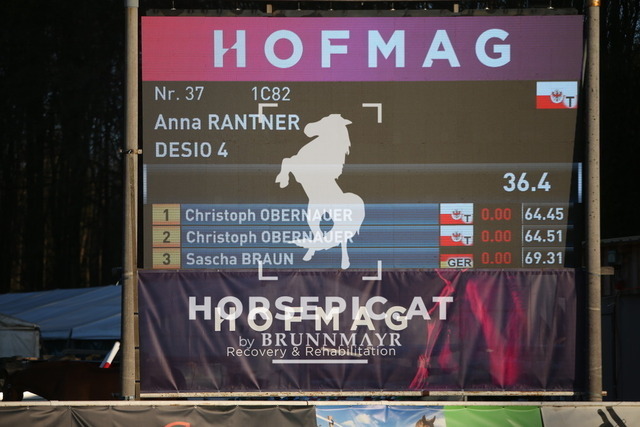 HOFMAG
Nr. 37 1C82
T
Anna RANTNER
DESIO 4
36.4
1 Christoph OBERNAUER T 0.00 64.45
2 Christoph OBERNAUER T 0.00 64.51
3 Sascha BRAUN GER 0.00 69.31
HORSEPIC.AT
HOFMAG
by BRUNNMAYR
Recovery & Rehabilitation